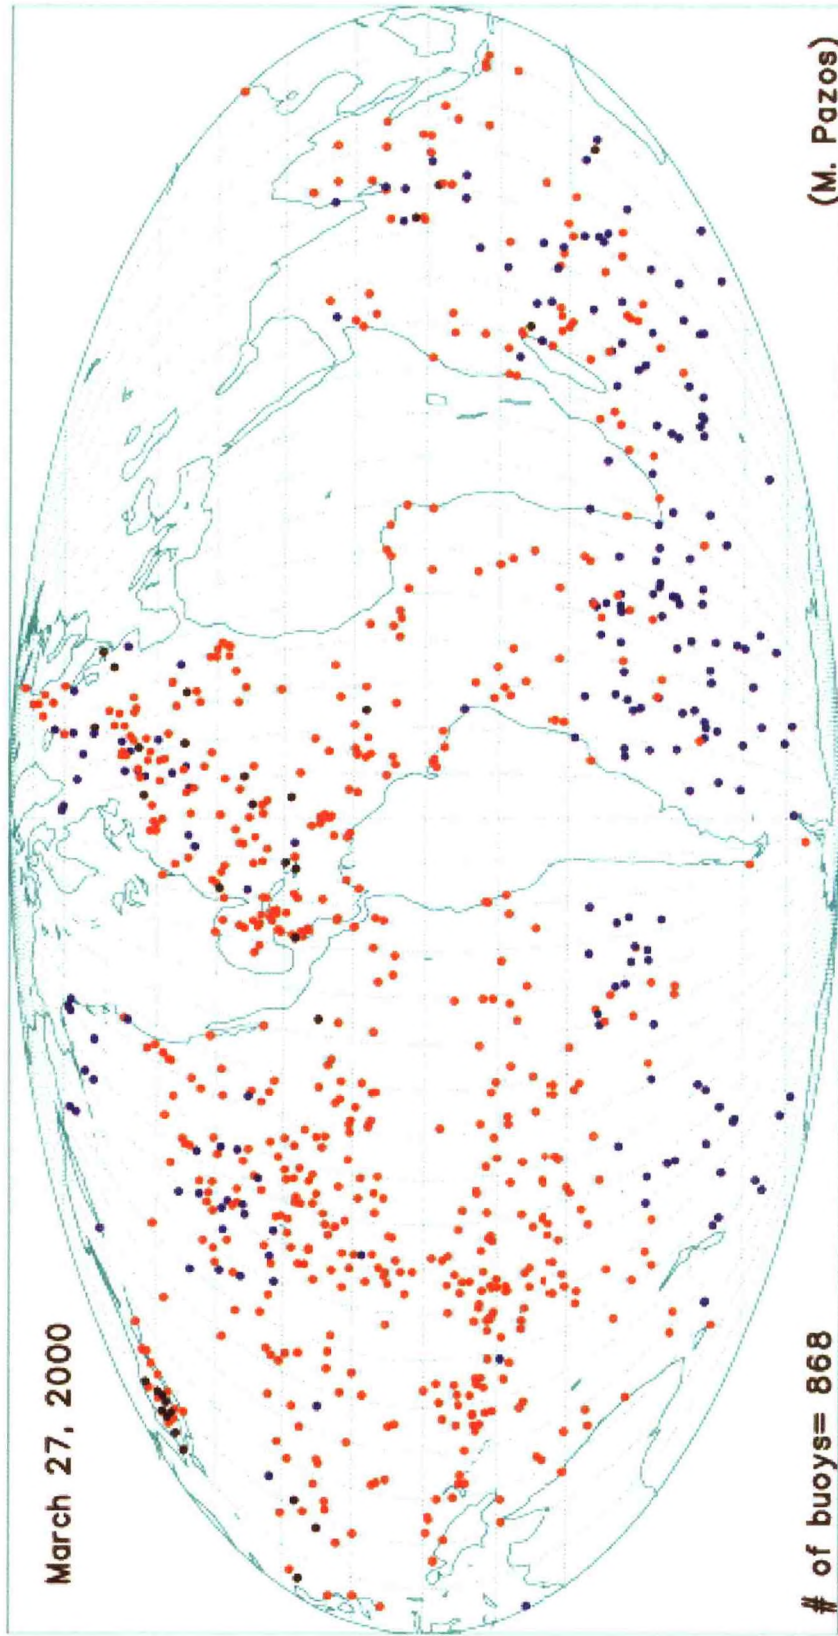 March 27, 2000
# of buoys= 868
(M. Pazos)